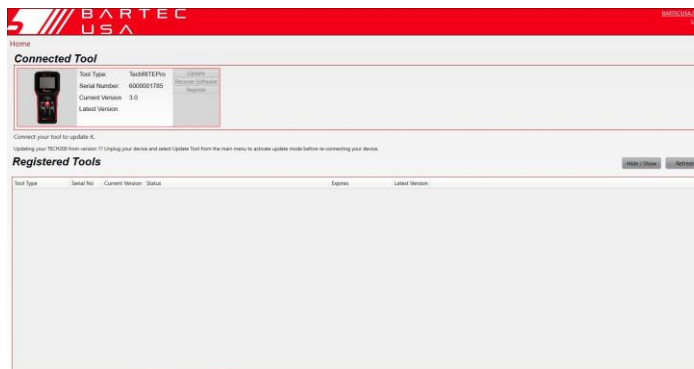 BARTEC
USA
BARTECUSA.
Home
Connected Tool
Tool Type: TechRITEPro
Serial Number: 6000001785
Current Version 3.0
Latest Version
Update
Recover Software
Register
Connect your tool to update it.
Updating your TECH200 from version 1? Unplug your device and select Update Tool from the main menu to activate update mode before re-connecting your device.
Registered Tools
Hide / Show Refresh
Tool Type Serial No Current Version Status Expires Latest Version